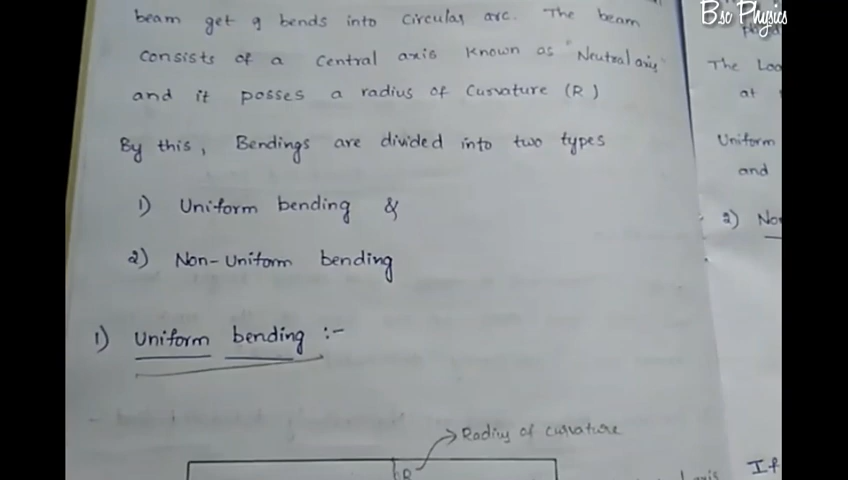 Bsc Physics
beam get g bends into circular arc. The beam
consists of a central axis known as "Neutral axis"
and it posses a radius of curvature (R)
By this, Bendings are divided into two types
1) Uniform bending &
2) Non-Uniform bending
1) Uniform bending :-
Radius of curvature
R
axis
The
at
Uniform
and
2)
If